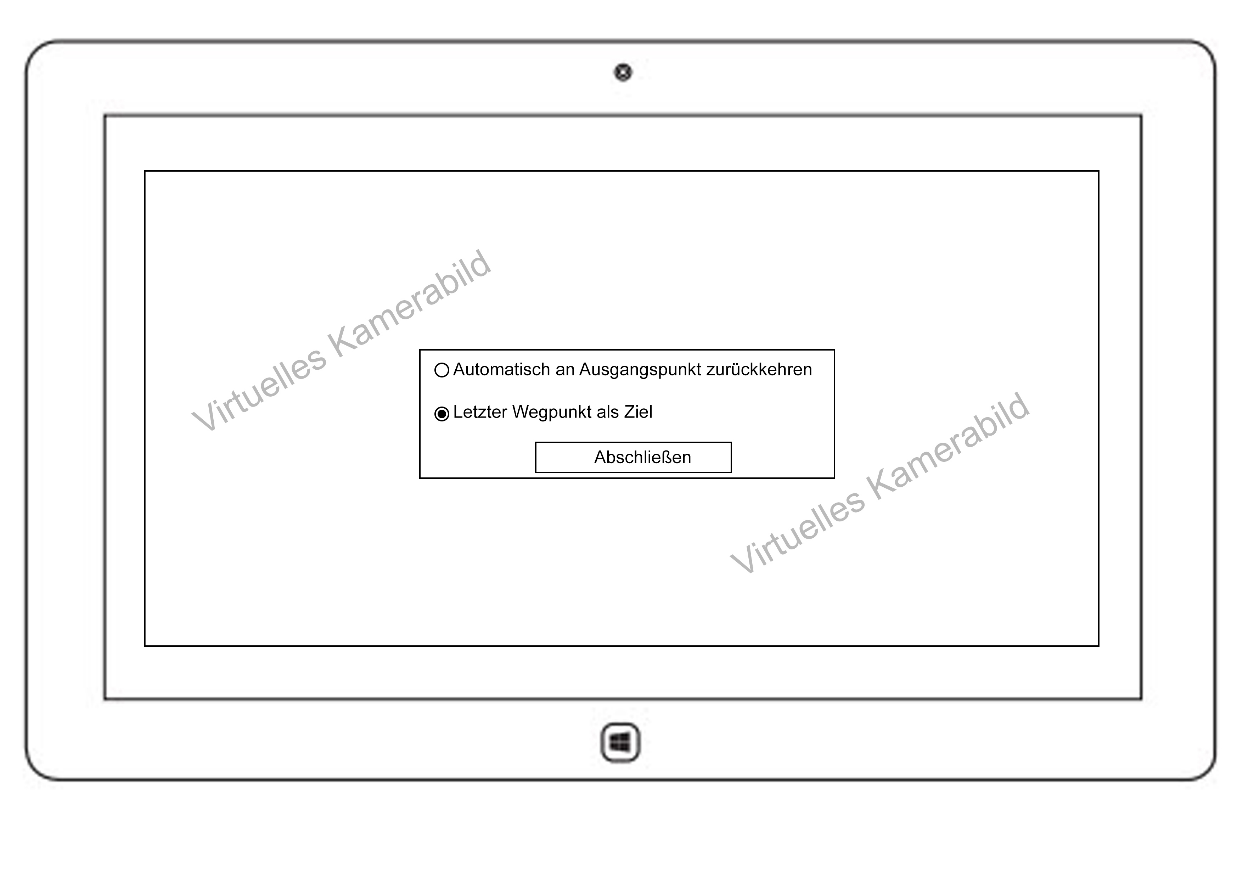 Virtuelles Kamerabild
Automatisch an Ausgangspunkt zurückkehren
Letzter Wegpunkt als Ziel
Abschließen
Virtuelles Kamerabild